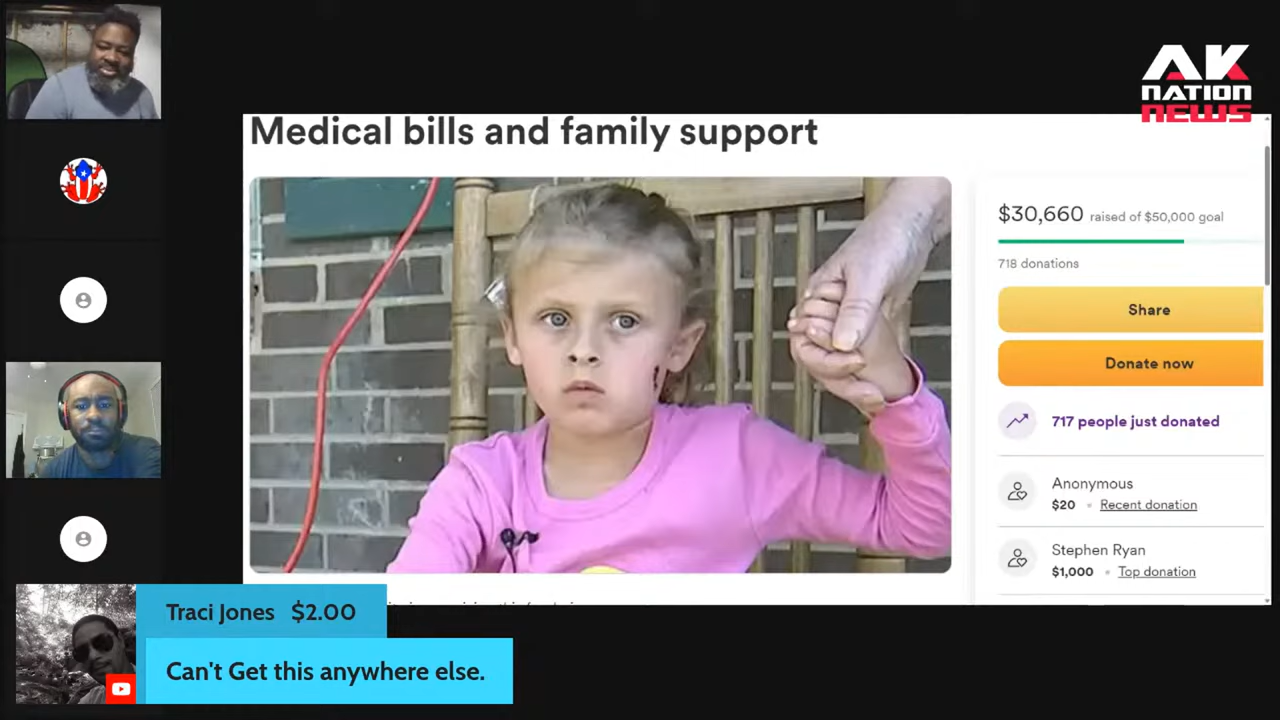 AK
NATION
NEWS
Medical bills and family support
$30,660 raised of $50,000 goal
718 donations
Share
Donate now
717 people just donated
Anonymous
$20 • Recent donation
Stephen Ryan
$1,000 • Top donation
Traci Jones $2.00
Can't Get this anywhere else.